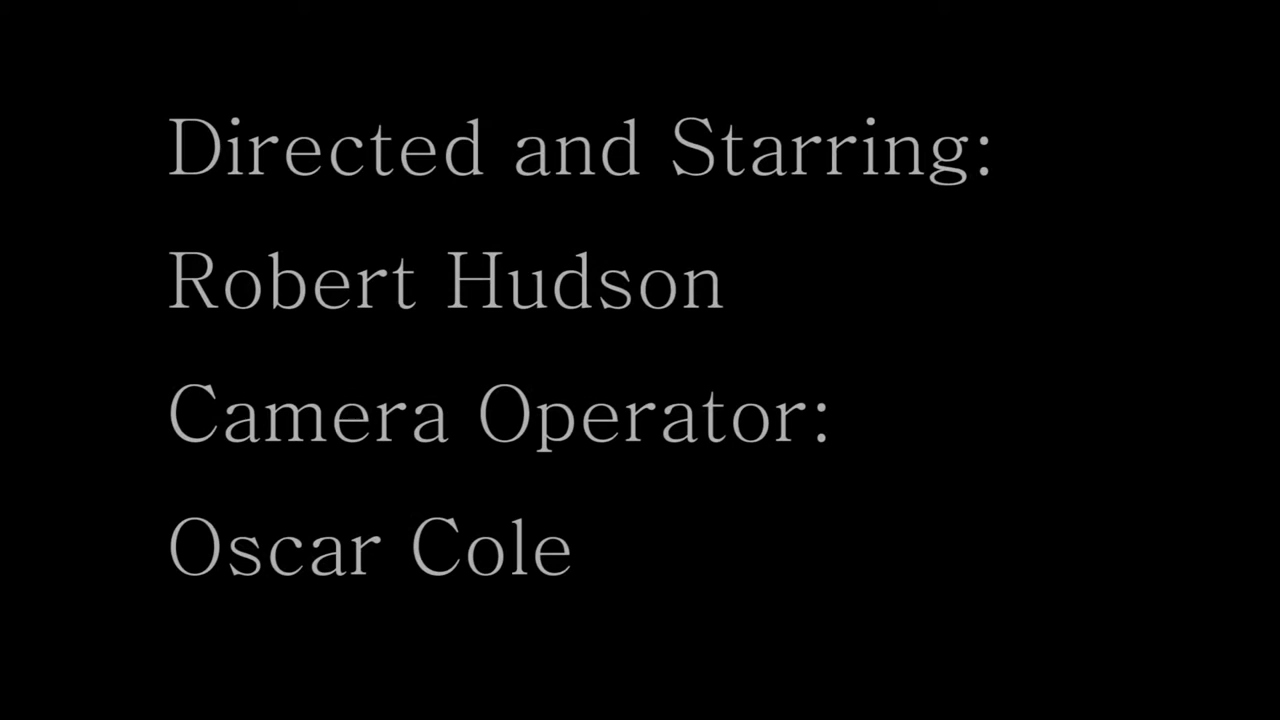 Directed and Starring:
Robert Hudson
Camera Operator:
Oscar Cole